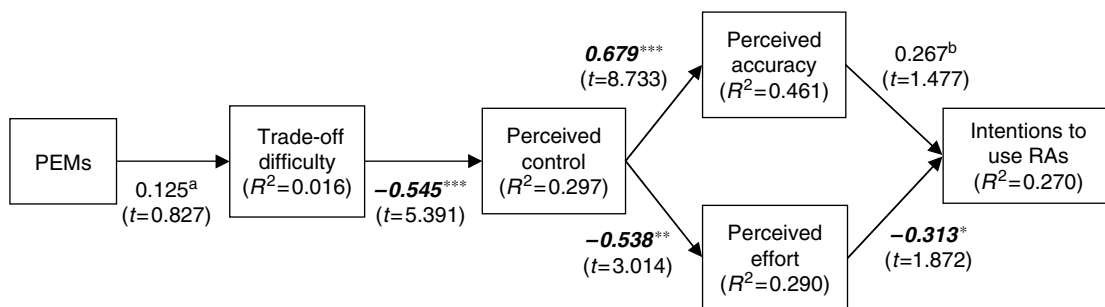 PEMs
0.125ᵃ
(t=0.827)
Trade-off
difficulty
(R²=0.016)
–0.545***
(t=5.391)
Perceived
control
(R²=0.297)
0.679***
(t=8.733)
–0.538**
(t=3.014)
Perceived
accuracy
(R²=0.461)
Perceived
effort
(R²=0.290)
0.267ᵇ
(t=1.477)
–0.313*
(t=1.872)
Intentions to
use RAs
(R²=0.270)